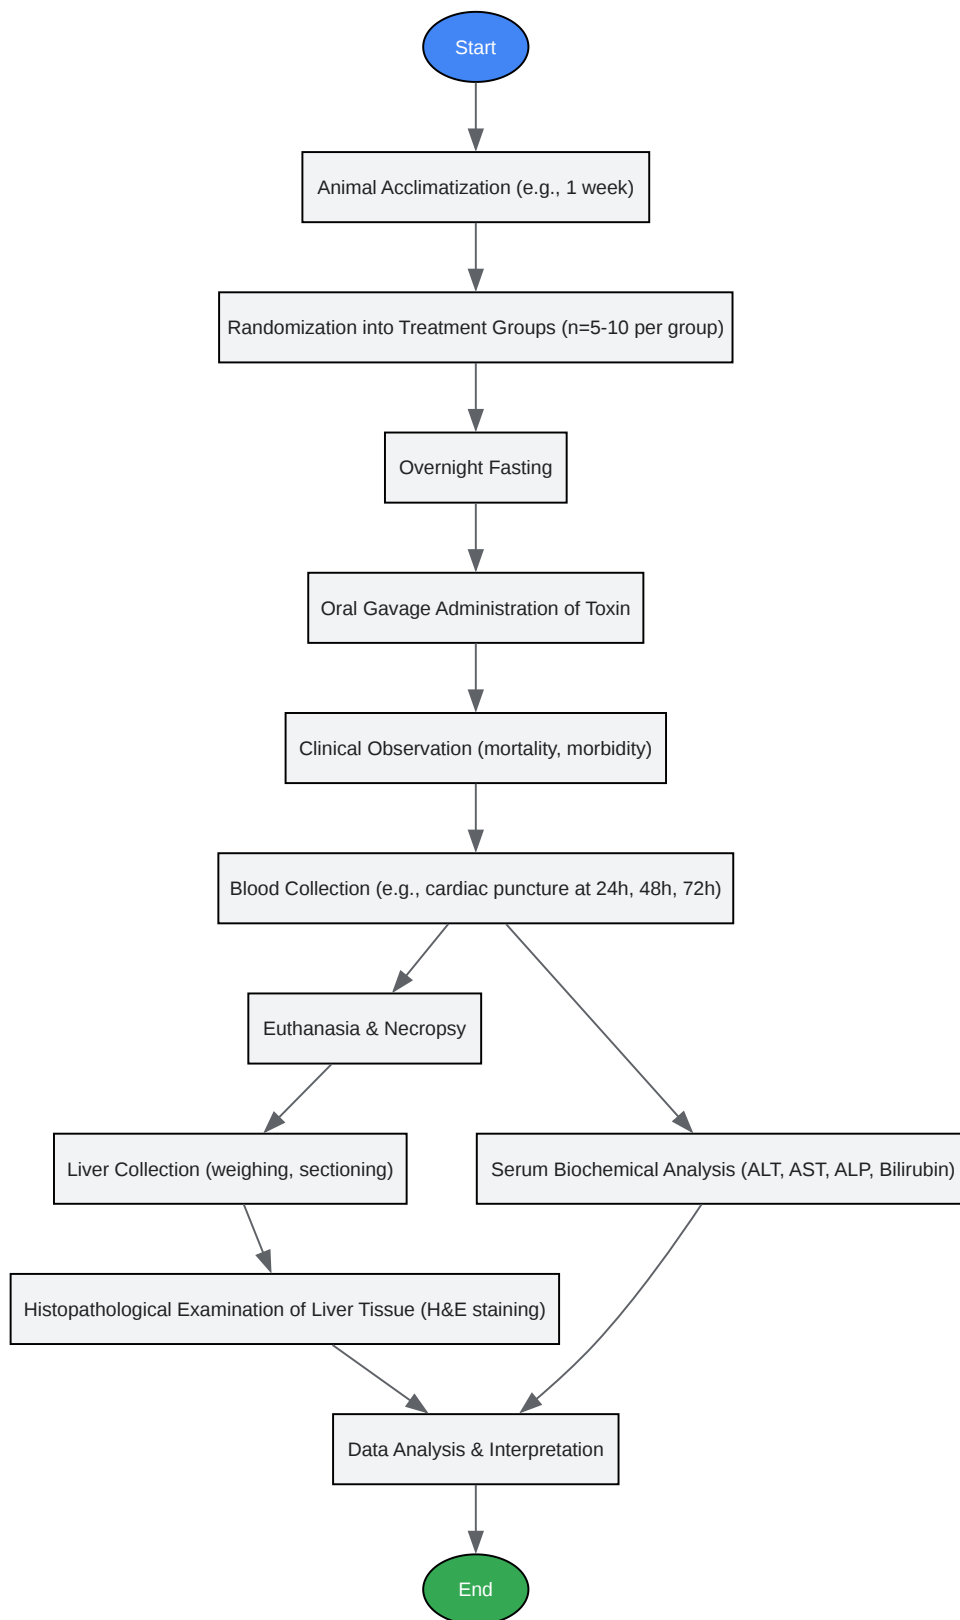 Start
Animal Acclimatization (e.g., 1 week)
Randomization into Treatment Groups (n=5-10 per group)
Overnight Fasting
Oral Gavage Administration of Toxin
Clinical Observation (mortality, morbidity)
Blood Collection (e.g., cardiac puncture at 24h, 48h, 72h)
Euthanasia & Necropsy
Liver Collection (weighing, sectioning)
Serum Biochemical Analysis (ALT, AST, ALP, Bilirubin)
Histopathological Examination of Liver Tissue (H&E staining)
Data Analysis & Interpretation
End